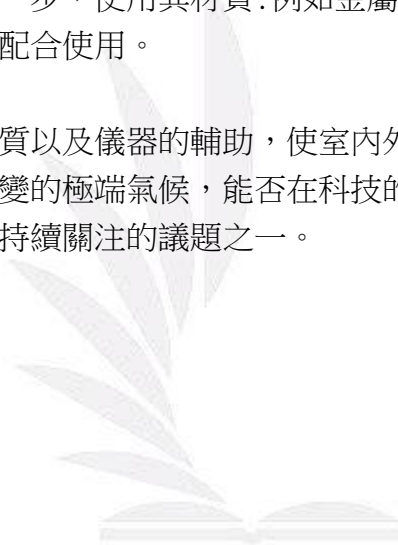 步，使用其材質:例如金屬
配合使用。
質以及儀器的輔助，使室內外
變的極端氣候，能否在科技的
持續關注的議題之一。